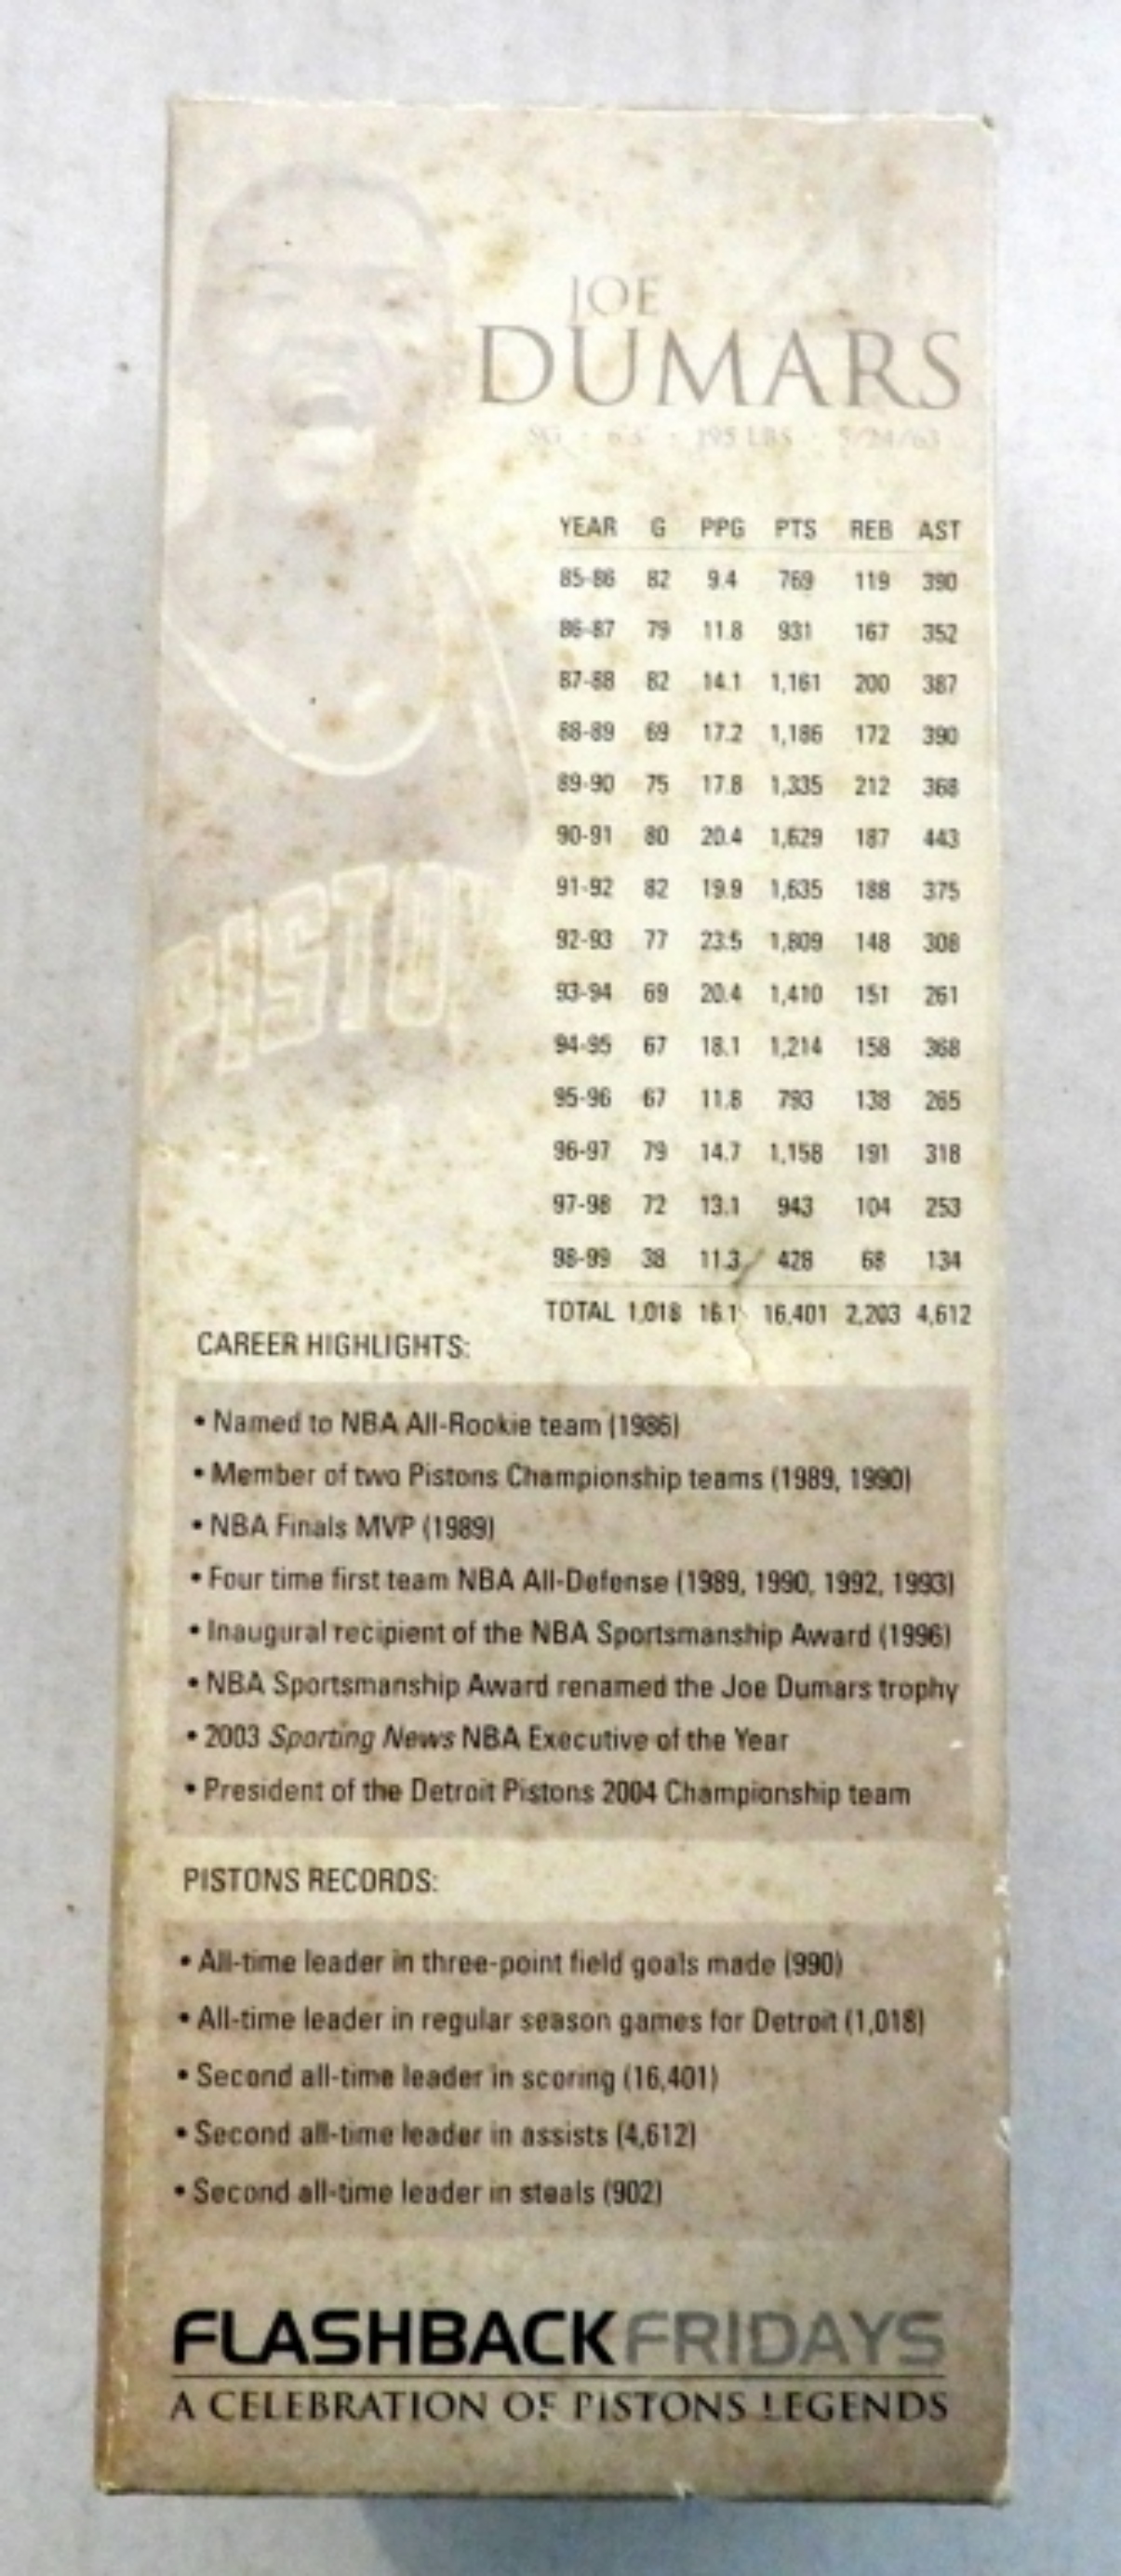 JOE
DUMARS
SG · 6'3" · 195 LBS · 5/24/63
PISTO
YEAR G PPG PTS REB AST
85-86 82 9.4 769 119 390
86-87 79 11.8 931 167 352
87-88 82 14.1 1,161 200 387
88-89 69 17.2 1,186 172 390
89-90 75 17.8 1,335 212 368
90-91 80 20.4 1,629 187 443
91-92 82 19.9 1,635 188 375
92-93 77 23.5 1,809 148 308
93-94 69 20.4 1,410 151 261
94-95 67 18.1 1,214 158 368
95-96 67 11.8 793 138 265
96-97 79 14.7 1,158 191 318
97-98 72 13.1 943 104 253
98-99 38 11.3 428 68 134
TOTAL 1,018 16.1 16,401 2,203 4,612
CAREER HIGHLIGHTS:
• Named to NBA All-Rookie team (1986)
• Member of two Pistons Championship teams (1989, 1990)
• NBA Finals MVP (1989)
• Four time first team NBA All-Defense (1989, 1990, 1992, 1993)
• Inaugural recipient of the NBA Sportsmanship Award (1996)
• NBA Sportsmanship Award renamed the Joe Dumars trophy
• 2003 Sporting News NBA Executive of the Year
• President of the Detroit Pistons 2004 Championship team
PISTONS RECORDS:
• All-time leader in three-point field goals made (990)
• All-time leader in regular season games for Detroit (1,018)
• Second all-time leader in scoring (16,401)
• Second all-time leader in assists (4,612)
• Second all-time leader in steals (902)
FLASHBACK FRIDAYS
A CELEBRATION OF PISTONS LEGENDS